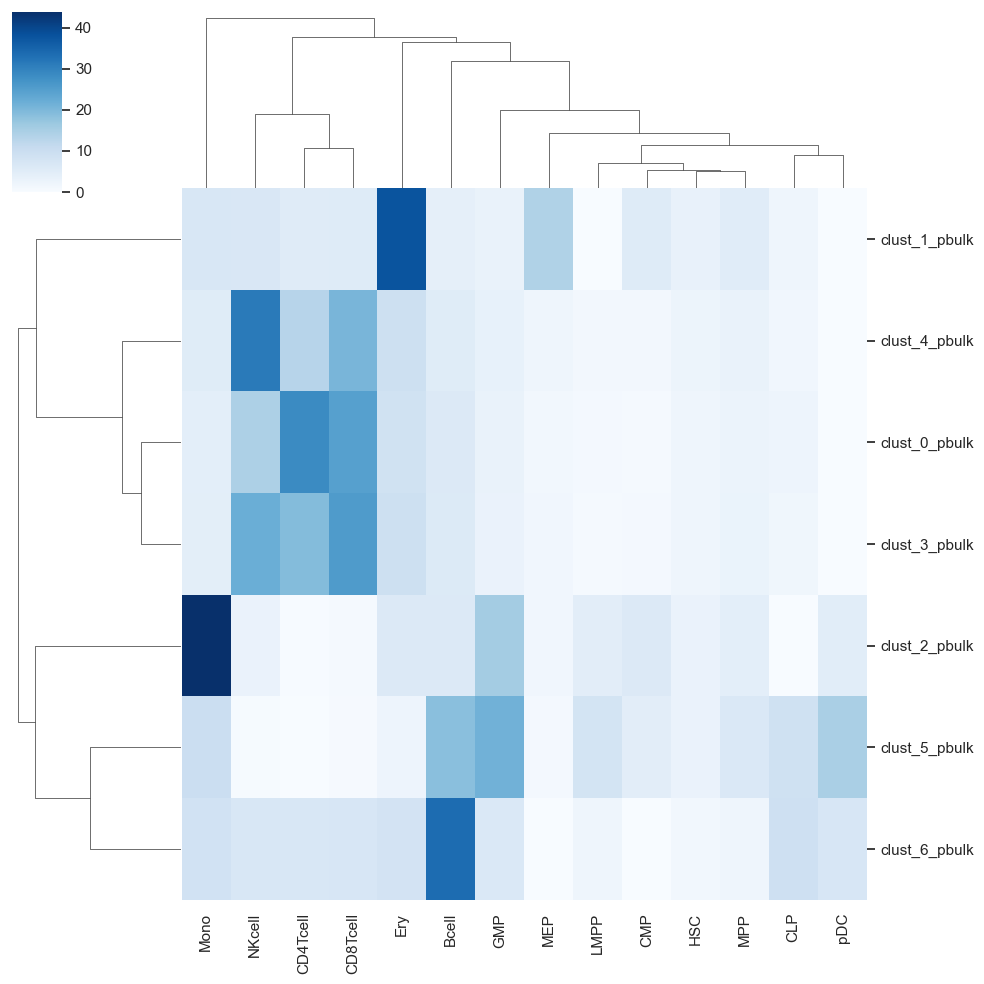 40
30
20
10
0
clust_1_pbulk
clust_4_pbulk
clust_0_pbulk
clust_3_pbulk
clust_2_pbulk
clust_5_pbulk
clust_6_pbulk
Mono
NKcell
CD4Tcell
CD8Tcell
Ery
Bcell
GMP
MEP
LMPP
CMP
HSC
MPP
CLP
pDC